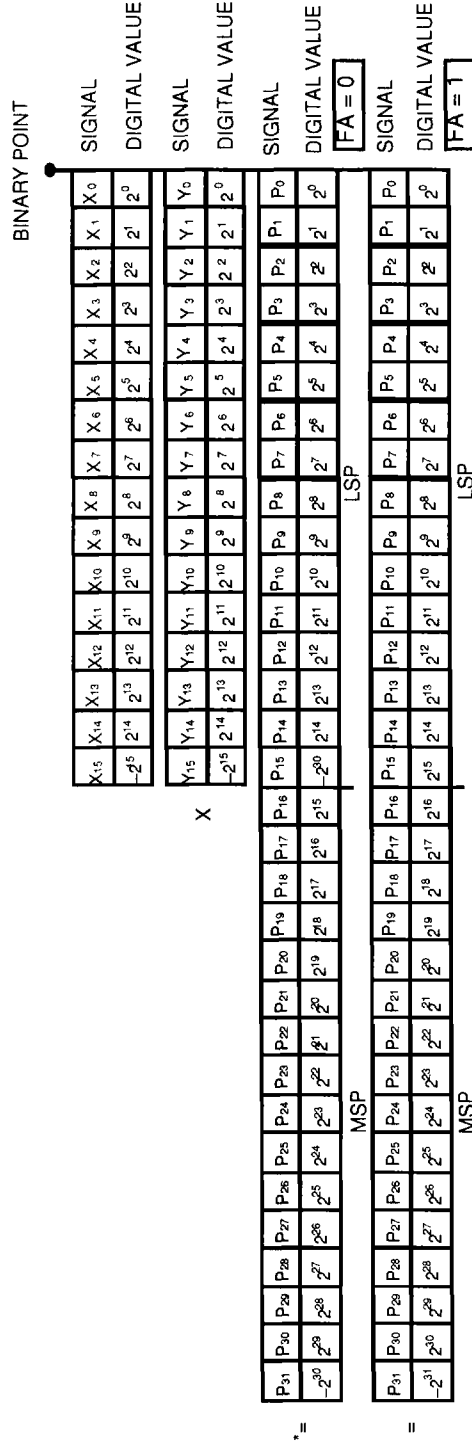 BINARY POINT
X15 X14 X13 X12 X11 X10 X9 X8 X7 X6 X5 X4 X3 X2 X1 X0 SIGNAL
−2^15 2^14 2^13 2^12 2^11 2^10 2^9 2^8 2^7 2^6 2^5 2^4 2^3 2^2 2^1 2^0 DIGITAL VALUE
X Y15 Y14 Y13 Y12 Y11 Y10 Y9 Y8 Y7 Y6 Y5 Y4 Y3 Y2 Y1 Y0 SIGNAL
−2^15 2^14 2^13 2^12 2^11 2^10 2^9 2^8 2^7 2^6 2^5 2^4 2^3 2^2 2^1 2^0 DIGITAL VALUE
P31 P30 P29 P28 P27 P26 P25 P24 P23 P22 P21 P20 P19 P18 P17 P16 P15 P14 P13 P12 P11 P10 P9 P8 P7 P6 P5 P4 P3 P2 P1 P0 SIGNAL
*= −2^30 2^29 2^28 2^27 2^26 2^25 2^24 2^23 2^22 2^21 2^20 2^19 2^18 2^17 2^16 2^15 −2^30 2^14 2^13 2^12 2^11 2^10 2^9 2^8 2^7 2^6 2^5 2^4 2^3 2^2 2^1 2^0 DIGITAL VALUE
MSP LSP FA = 0
P31 P30 P29 P28 P27 P26 P25 P24 P23 P22 P21 P20 P19 P18 P17 P16 P15 P14 P13 P12 P11 P10 P9 P8 P7 P6 P5 P4 P3 P2 P1 P0 SIGNAL
= −2^31 2^30 2^29 2^28 2^27 2^26 2^25 2^24 2^23 2^22 2^21 2^20 2^19 2^18 2^17 2^16 2^15 2^14 2^13 2^12 2^11 2^10 2^9 2^8 2^7 2^6 2^5 2^4 2^3 2^2 2^1 2^0 DIGITAL VALUE
MSP LSP FA = 1